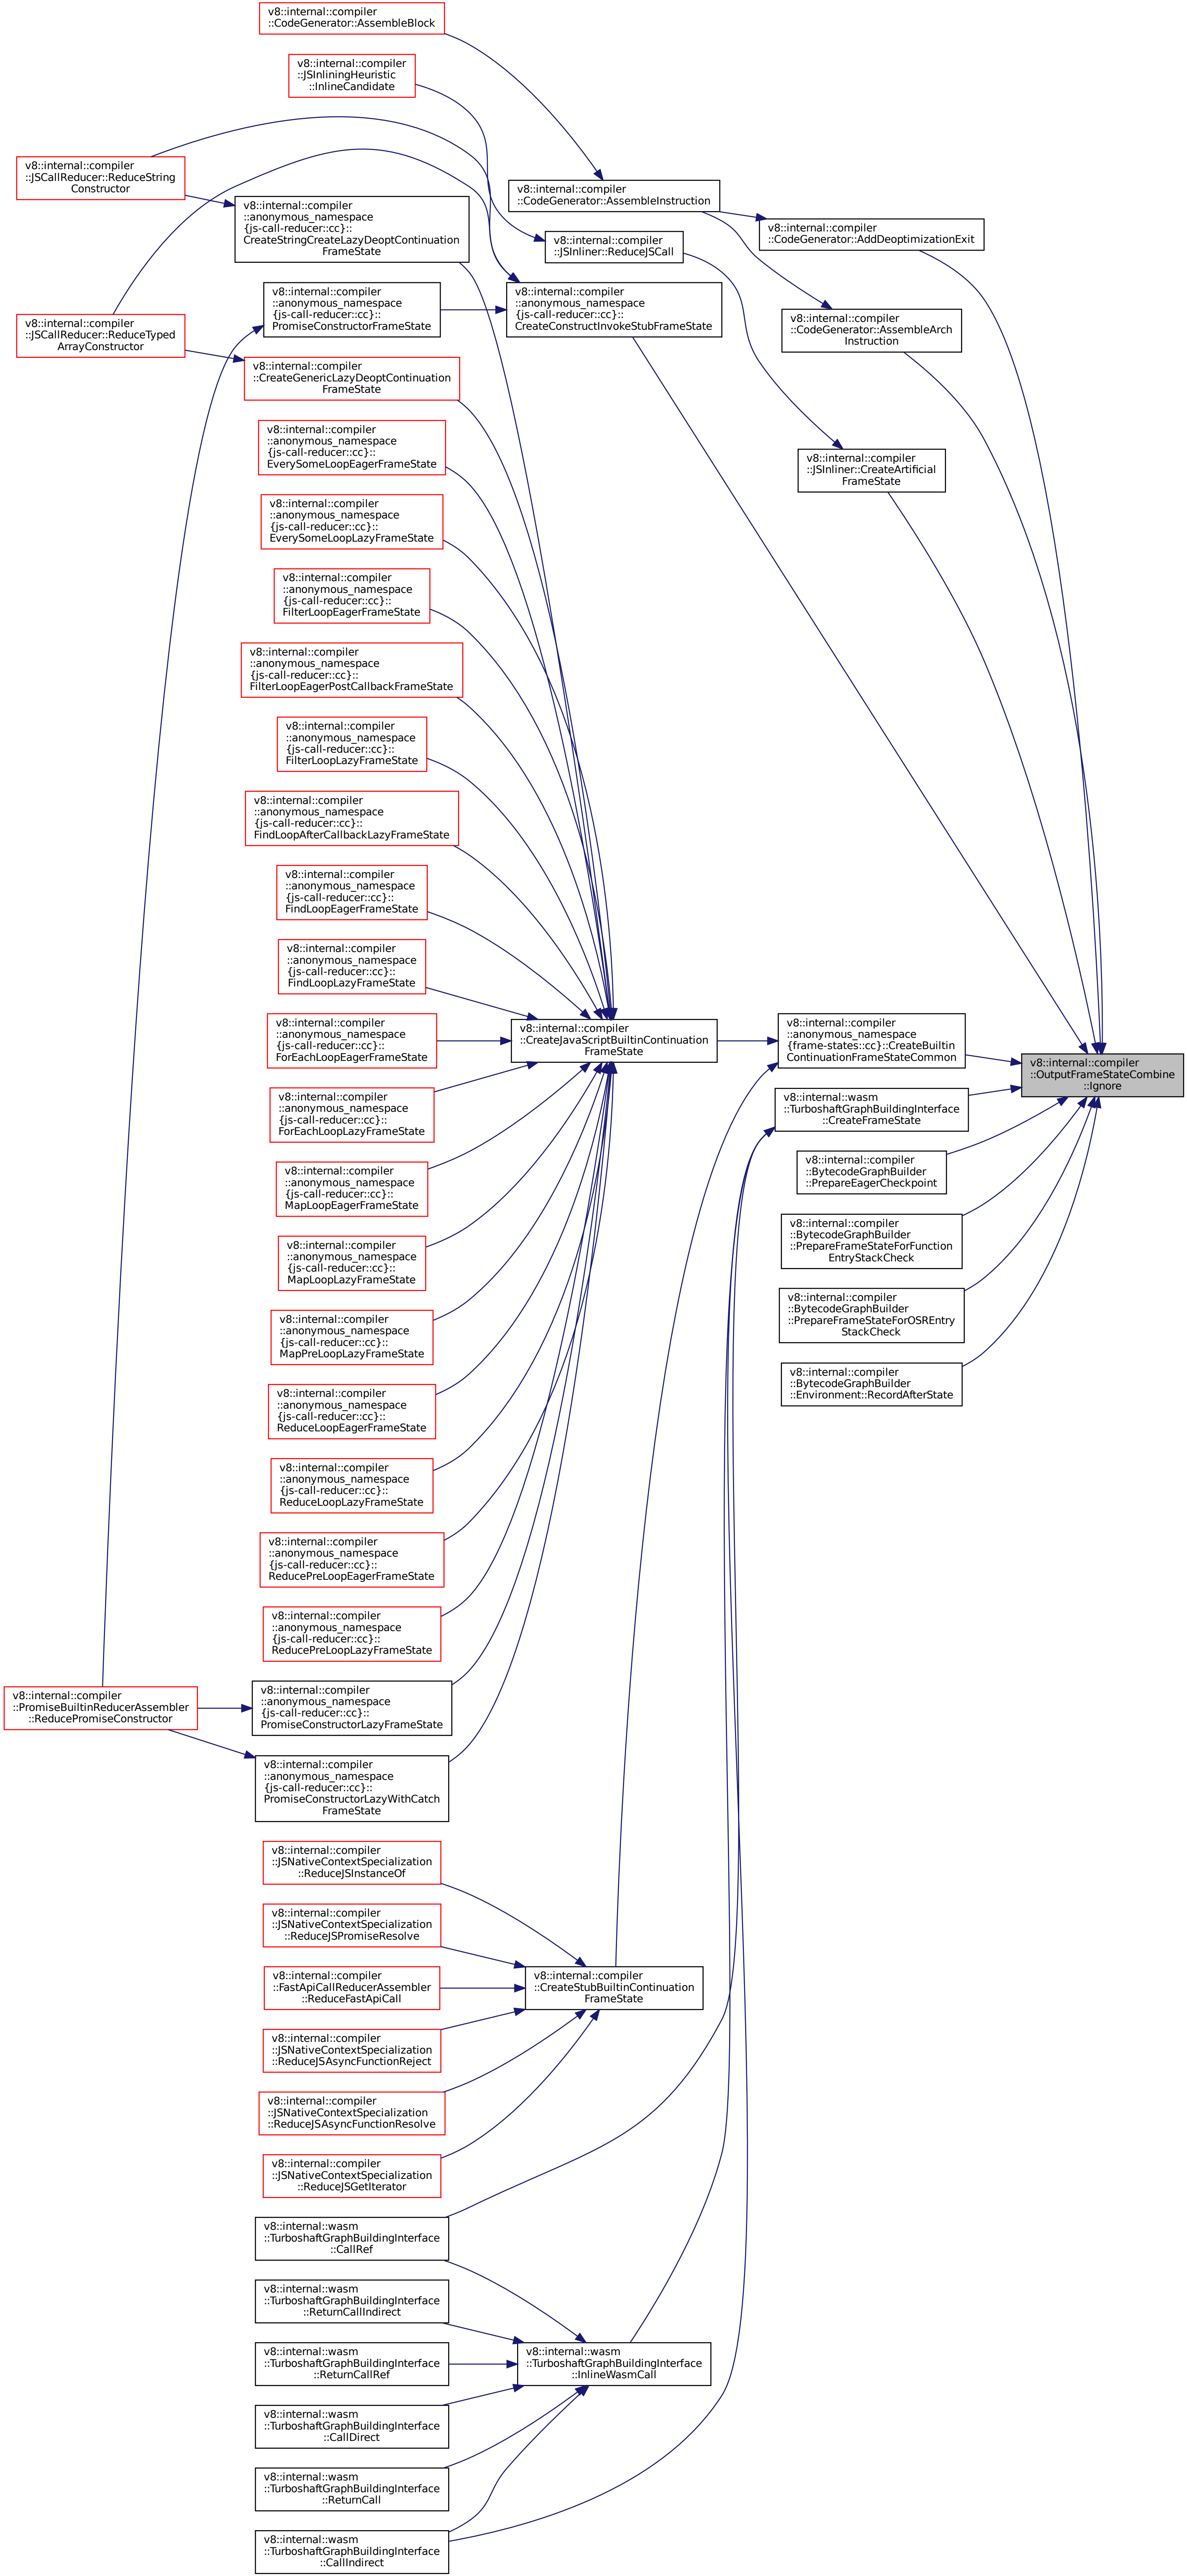 v8::internal::compiler
::CodeGenerator::AssembleBlock
v8::internal::compiler
::JSInliningHeuristic
::InlineCandidate
v8::internal::compiler
::JSCallReducer::ReduceString
Constructor
v8::internal::compiler
::CodeGenerator::AssembleInstruction
v8::internal::compiler
::anonymous_namespace
{js-call-reducer::cc}::
CreateStringCreateLazyDeoptContinuation
FrameState
v8::internal::compiler
::CodeGenerator::AddDeoptimizationExit
v8::internal::compiler
::JSInliner::ReduceJSCall
v8::internal::compiler
::anonymous_namespace
{js-call-reducer::cc}::
PromiseConstructorFrameState
v8::internal::compiler
::anonymous_namespace
{js-call-reducer::cc}::
CreateConstructInvokeStubFrameState
v8::internal::compiler
::CodeGenerator::AssembleArch
Instruction
v8::internal::compiler
::JSCallReducer::ReduceTyped
ArrayConstructor
v8::internal::compiler
::CreateGenericLazyDeoptContinuation
FrameState
v8::internal::compiler
::anonymous_namespace
{js-call-reducer::cc}::
EverySomeLoopEagerFrameState
v8::internal::compiler
::JSInliner::CreateArtificial
FrameState
v8::internal::compiler
::anonymous_namespace
{js-call-reducer::cc}::
EverySomeLoopLazyFrameState
v8::internal::compiler
::anonymous_namespace
{js-call-reducer::cc}::
FilterLoopEagerFrameState
v8::internal::compiler
::anonymous_namespace
{js-call-reducer::cc}::
FilterLoopEagerPostCallbackFrameState
v8::internal::compiler
::anonymous_namespace
{js-call-reducer::cc}::
FilterLoopLazyFrameState
v8::internal::compiler
::anonymous_namespace
{js-call-reducer::cc}::
FindLoopAfterCallbackLazyFrameState
v8::internal::compiler
::anonymous_namespace
{js-call-reducer::cc}::
FindLoopEagerFrameState
v8::internal::compiler
::anonymous_namespace
{js-call-reducer::cc}::
FindLoopLazyFrameState
v8::internal::compiler
::anonymous_namespace
{js-call-reducer::cc}::
ForEachLoopEagerFrameState
v8::internal::compiler
::CreateJavaScriptBuiltinContinuation
FrameState
v8::internal::compiler
::anonymous_namespace
{frame-states::cc}::CreateBuiltin
ContinuationFrameStateCommon
v8::internal::compiler
::OutputFrameStateCombine
::Ignore
v8::internal::compiler
::anonymous_namespace
{js-call-reducer::cc}::
ForEachLoopLazyFrameState
v8::internal::wasm
::TurboshaftGraphBuildingInterface
::CreateFrameState
v8::internal::compiler
::anonymous_namespace
{js-call-reducer::cc}::
MapLoopEagerFrameState
v8::internal::compiler
::BytecodeGraphBuilder
::PrepareEagerCheckpoint
v8::internal::compiler
::anonymous_namespace
{js-call-reducer::cc}::
MapLoopLazyFrameState
v8::internal::compiler
::BytecodeGraphBuilder
::PrepareFrameStateForFunction
EntryStackCheck
v8::internal::compiler
::anonymous_namespace
{js-call-reducer::cc}::
MapPreLoopLazyFrameState
v8::internal::compiler
::BytecodeGraphBuilder
::PrepareFrameStateForOSREntry
StackCheck
v8::internal::compiler
::anonymous_namespace
{js-call-reducer::cc}::
ReduceLoopEagerFrameState
v8::internal::compiler
::BytecodeGraphBuilder
::Environment::RecordAfterState
v8::internal::compiler
::anonymous_namespace
{js-call-reducer::cc}::
ReduceLoopLazyFrameState
v8::internal::compiler
::anonymous_namespace
{js-call-reducer::cc}::
ReducePreLoopEagerFrameState
v8::internal::compiler
::anonymous_namespace
{js-call-reducer::cc}::
ReducePreLoopLazyFrameState
v8::internal::compiler
::PromiseBuiltinReducerAssembler
::ReducePromiseConstructor
v8::internal::compiler
::anonymous_namespace
{js-call-reducer::cc}::
PromiseConstructorLazyFrameState
v8::internal::compiler
::anonymous_namespace
{js-call-reducer::cc}::
PromiseConstructorLazyWithCatch
FrameState
v8::internal::compiler
::JSNativeContextSpecialization
::ReduceJSInstanceOf
v8::internal::compiler
::JSNativeContextSpecialization
::ReduceJSPromiseResolve
v8::internal::compiler
::FastApiCallReducerAssembler
::ReduceFastApiCall
v8::internal::compiler
::CreateStubBuiltinContinuation
FrameState
v8::internal::compiler
::JSNativeContextSpecialization
::ReduceJSAsyncFunctionReject
v8::internal::compiler
::JSNativeContextSpecialization
::ReduceJSAsyncFunctionResolve
v8::internal::compiler
::JSNativeContextSpecialization
::ReduceJSGetIterator
v8::internal::wasm
::TurboshaftGraphBuildingInterface
::CallRef
v8::internal::wasm
::TurboshaftGraphBuildingInterface
::ReturnCallIndirect
v8::internal::wasm
::TurboshaftGraphBuildingInterface
::ReturnCallRef
v8::internal::wasm
::TurboshaftGraphBuildingInterface
::InlineWasmCall
v8::internal::wasm
::TurboshaftGraphBuildingInterface
::CallDirect
v8::internal::wasm
::TurboshaftGraphBuildingInterface
::ReturnCall
v8::internal::wasm
::TurboshaftGraphBuildingInterface
::CallIndirect